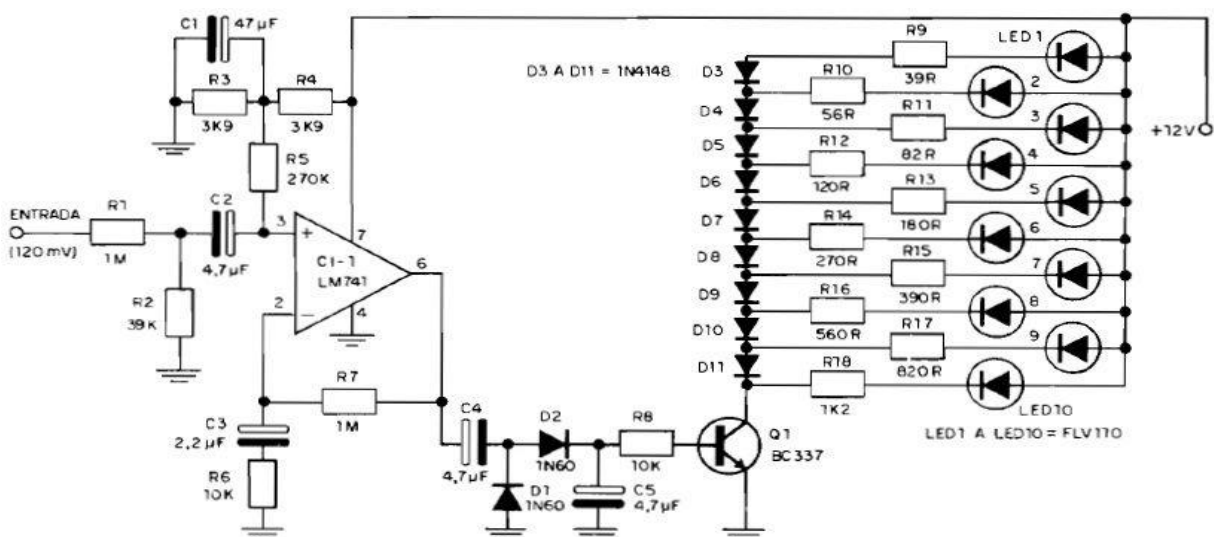 C1
47µF
R3
3K9
R4
3K9
R5
270K
ENTRADA
(120mV)
R1
1M
C2
4,7µF
R2
39K
3
+
2
−
7
CI-1
LM741
6
4
R7
1M
C3
2,2µF
R6
10K
C4
4,7µF
D2
1N60
D1
1N60
R8
10K
C5
4,7µF
Q1
BC337
D3 A D11 = 1N4148
D3
D4
D5
D6
D7
D8
D9
D10
D11
R9
39R
LED1
R10
56R
2
R11
82R
3
R12
120R
4
R13
180R
5
R14
270R
6
R15
390R
7
R16
560R
8
R17
820R
9
R18
1K2
LED10
LED1 A LED10 = FLV110
+12V